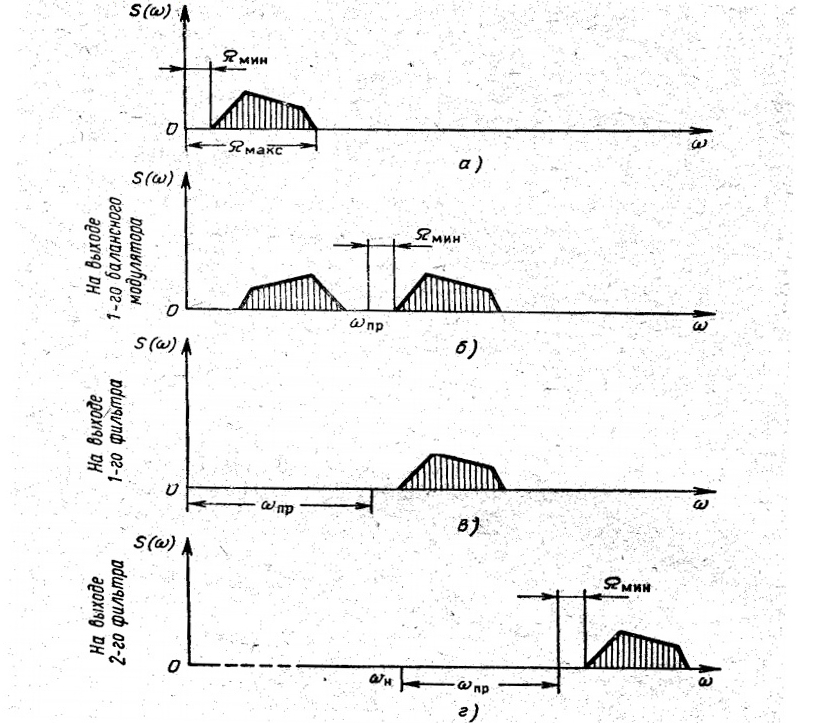 S(ω)
Ωмин
0
Ωмакс
ω
а)
На выходе
1-го балансного
модулятора
S(ω)
Ωмин
0
ωпр
ω
б)
На выходе
1-го фильтра
S(ω)
0
ωпр
ω
в)
На выходе
2-го фильтра
S(ω)
Ωмин
0
ωн
ωпр
ω
г)